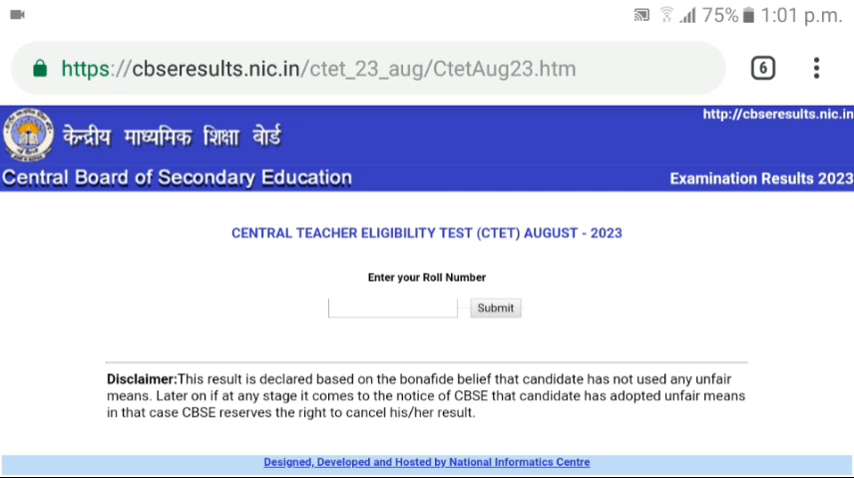 75% 1:01 p.m.
https://cbseresults.nic.in/ctet_23_aug/CtetAug23.htm
6
http://cbseresults.nic.in
केन्द्रीय माध्यमिक शिक्षा बोर्ड
Central Board of Secondary Education
Examination Results 2023
CENTRAL TEACHER ELIGIBILITY TEST (CTET) AUGUST - 2023
Enter your Roll Number
Submit
Disclaimer:This result is declared based on the bonafide belief that candidate has not used any unfair
means. Later on if at any stage it comes to the notice of CBSE that candidate has adopted unfair means
in that case CBSE reserves the right to cancel his/her result.
Designed, Developed and Hosted by National Informatics Centre